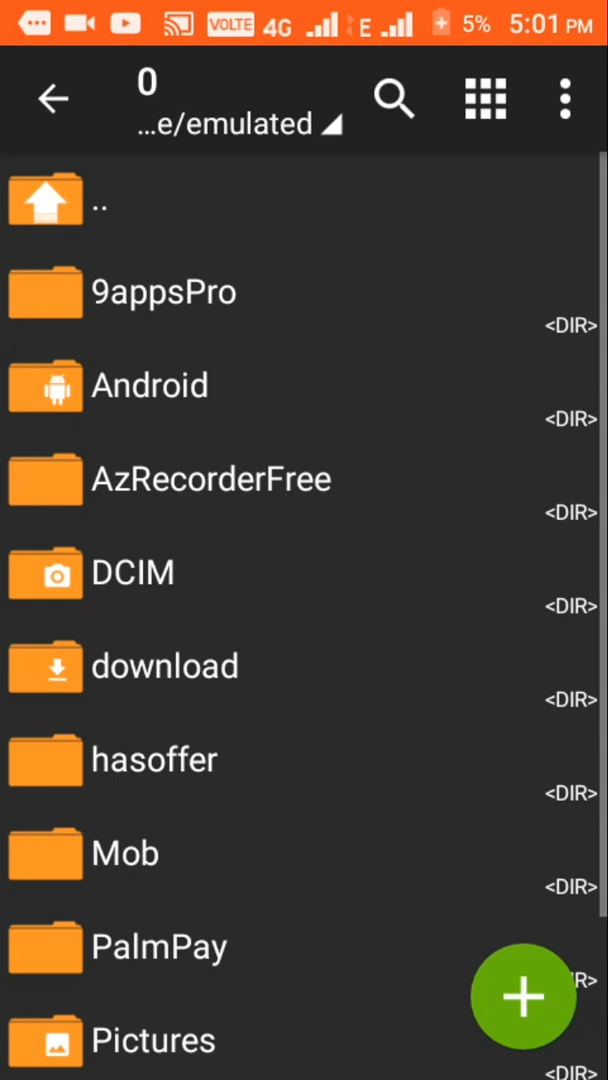 VOLTE 4G E 5% 5:01 PM
0
...e/emulated
..
9appsPro
<DIR>
Android
<DIR>
AzRecorderFree
<DIR>
DCIM
<DIR>
download
<DIR>
hasoffer
<DIR>
Mob
<DIR>
PalmPay
R>
Pictures
<DIR>